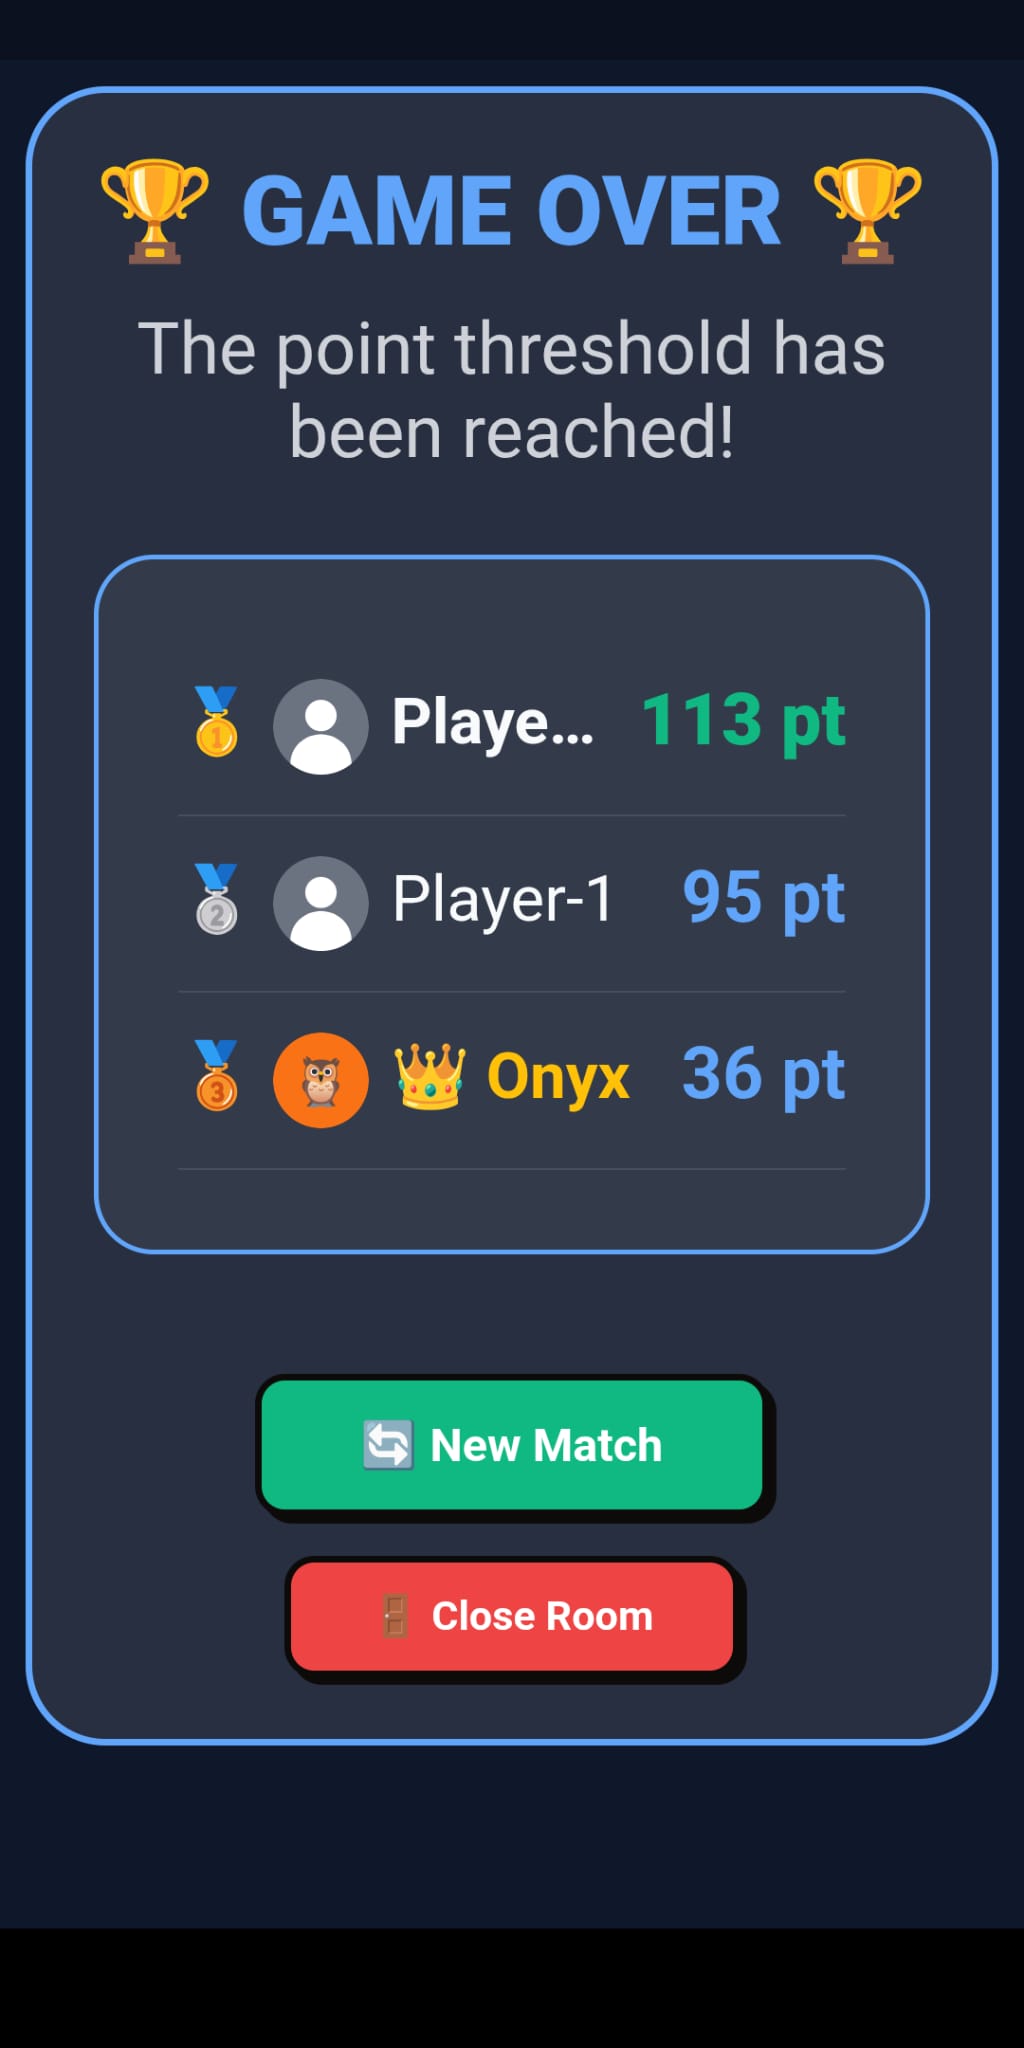 🏆 GAME OVER 🏆
The point threshold has
been reached!
🥇 Playe... 113 pt
🥈 Player-1 95 pt
🥉 👑 Onyx 36 pt
🔄 New Match
🚪 Close Room